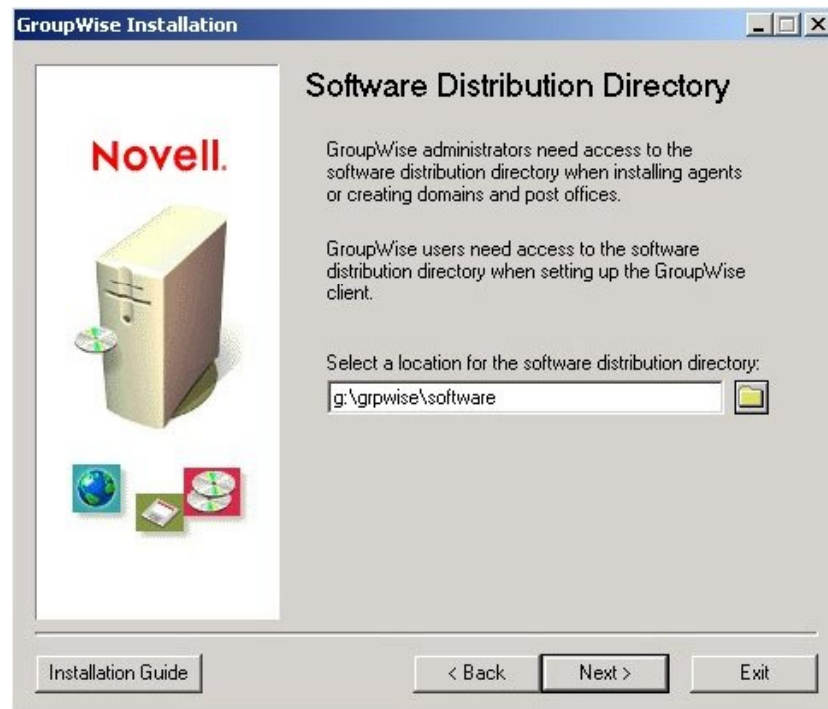 GroupWise Installation
Software Distribution Directory
Novell.
GroupWise administrators need access to the
software distribution directory when installing agents
or creating domains and post offices.
GroupWise users need access to the software
distribution directory when setting up the GroupWise
client.
Select a location for the software distribution directory:
g:\grpwise\software
Installation Guide
< Back
Next >
Exit